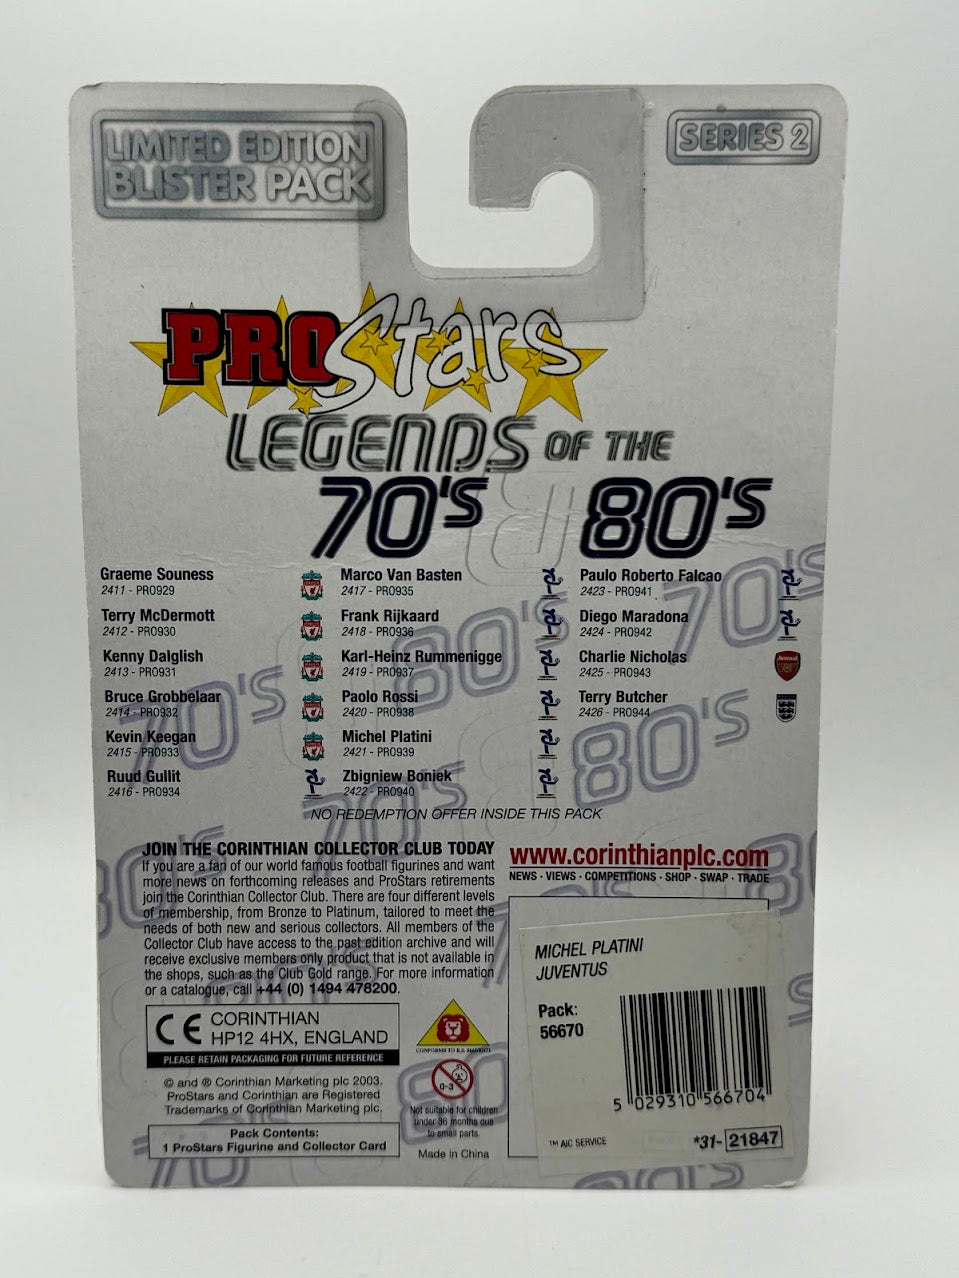 LIMITED EDITION
BLISTER PACK
SERIES 2
PROStars
LEGENDS OF THE
70'S 80'S
Graeme Souness
2411 - PRO929
Terry McDermott
2412 - PRO930
Kenny Dalglish
2413 - PRO931
Bruce Grobbelaar
2414 - PRO932
Kevin Keegan
2415 - PRO933
Ruud Gullit
2416 - PRO934
Marco Van Basten
2417 - PRO935
Frank Rijkaard
2418 - PRO936
Karl-Heinz Rummenigge
2419 - PRO937
Paolo Rossi
2420 - PRO938
Michel Platini
2421 - PRO939
Zbigniew Boniek
2422 - PRO940
Paulo Roberto Falcao
2423 - PRO941
Diego Maradona
2424 - PRO942
Charlie Nicholas
2425 - PRO943
Terry Butcher
2426 - PRO944
Arsenal
NO REDEMPTION OFFER INSIDE THIS PACK
JOIN THE CORINTHIAN COLLECTOR CLUB TODAY
If you are a fan of our world famous football figurines and want
more news on forthcoming releases and ProStars retirements
join the Corinthian Collector Club. There are four different levels
of membership, from Bronze to Platinum, tailored to meet the
needs of both new and serious collectors. All members of the
Collector Club have access to the past edition archive and will
receive exclusive members only product that is not available in
the shops, such as the Club Gold range. For more information
or a catalogue, call +44 (0) 1494 478200.
www.corinthianplc.com
NEWS · VIEWS · COMPETITIONS · SHOP · SWAP · TRADE
MICHEL PLATINI
JUVENTUS
Pack:
56670
5 029310 566704
™ AIC SERVICE
*31- 21847
CE CORINTHIAN
HP12 4HX, ENGLAND
PLEASE RETAIN PACKAGING FOR FUTURE REFERENCE
© and ® Corinthian Marketing plc 2003.
ProStars and Corinthian are Registered
Trademarks of Corinthian Marketing plc.
Pack Contents:
1 ProStars Figurine and Collector Card
0-3
Not suitable for children
under 36 months due
to small parts.
Made in China